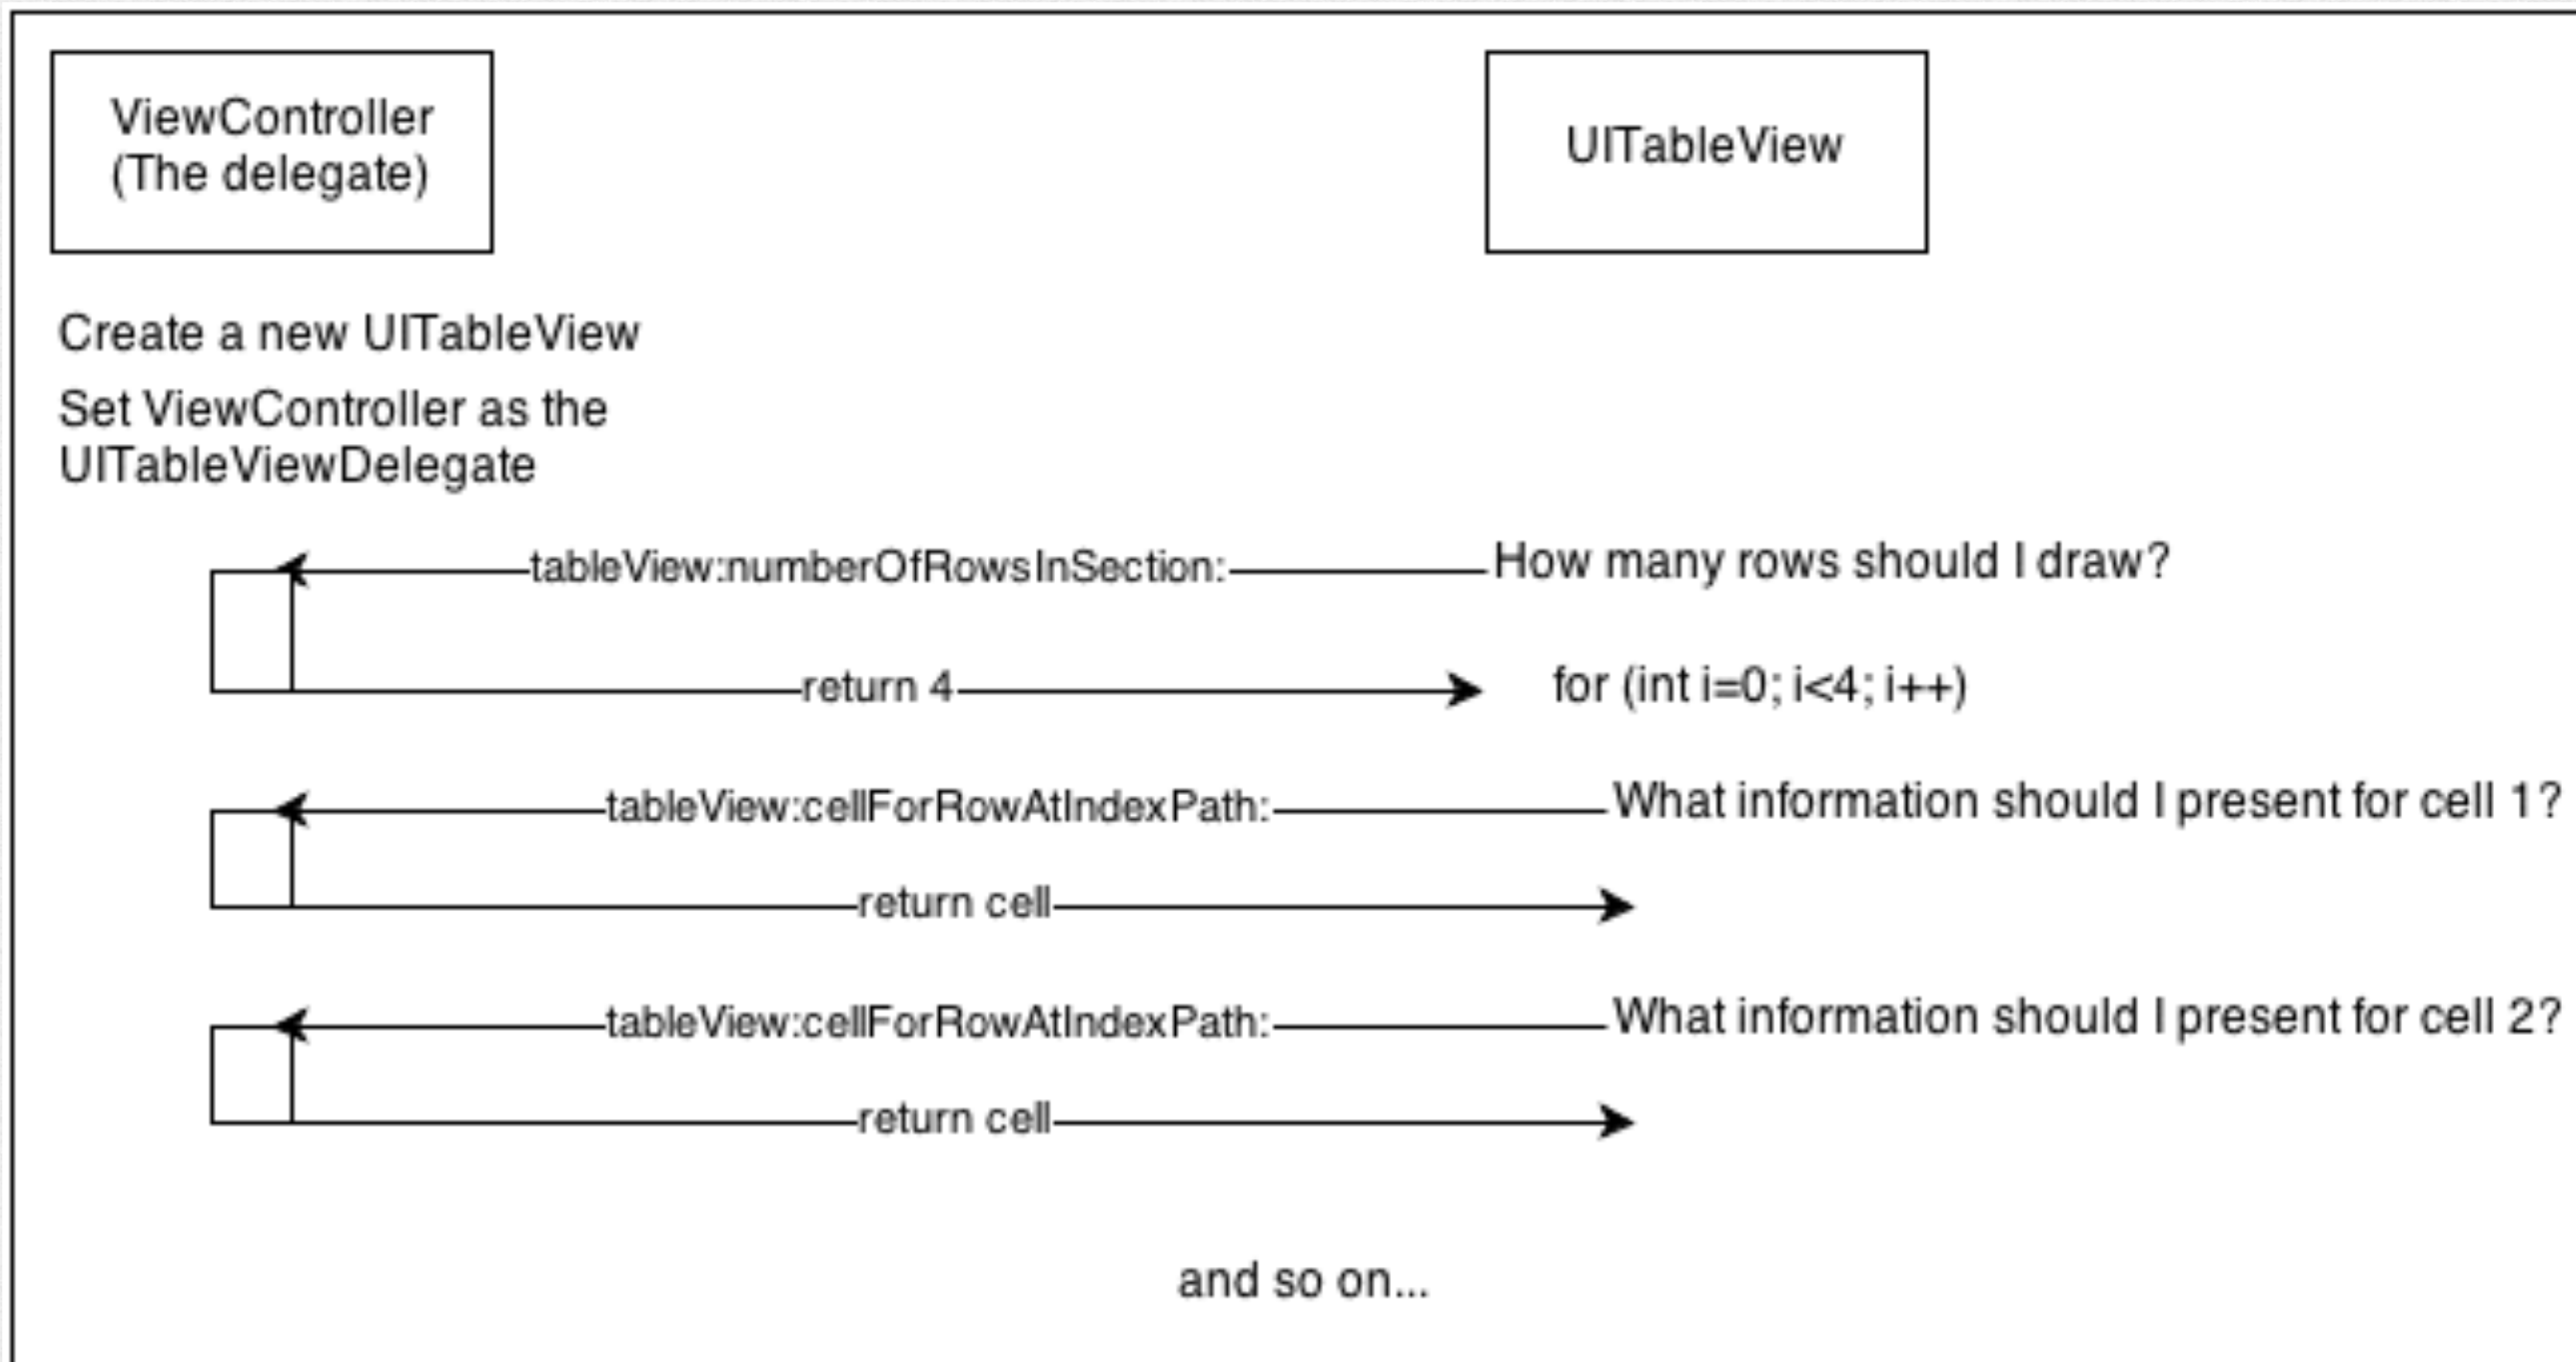 ViewController
(The delegate)
UITableView
Create a new UITableView
Set ViewController as the
UITableViewDelegate
tableView:numberOfRowsInSection:
How many rows should I draw?
return 4
for (int i=0; i<4; i++)
tableView:cellForRowAtIndexPath:
What information should I present for cell 1?
return cell
tableView:cellForRowAtIndexPath:
What information should I present for cell 2?
return cell
and so on...